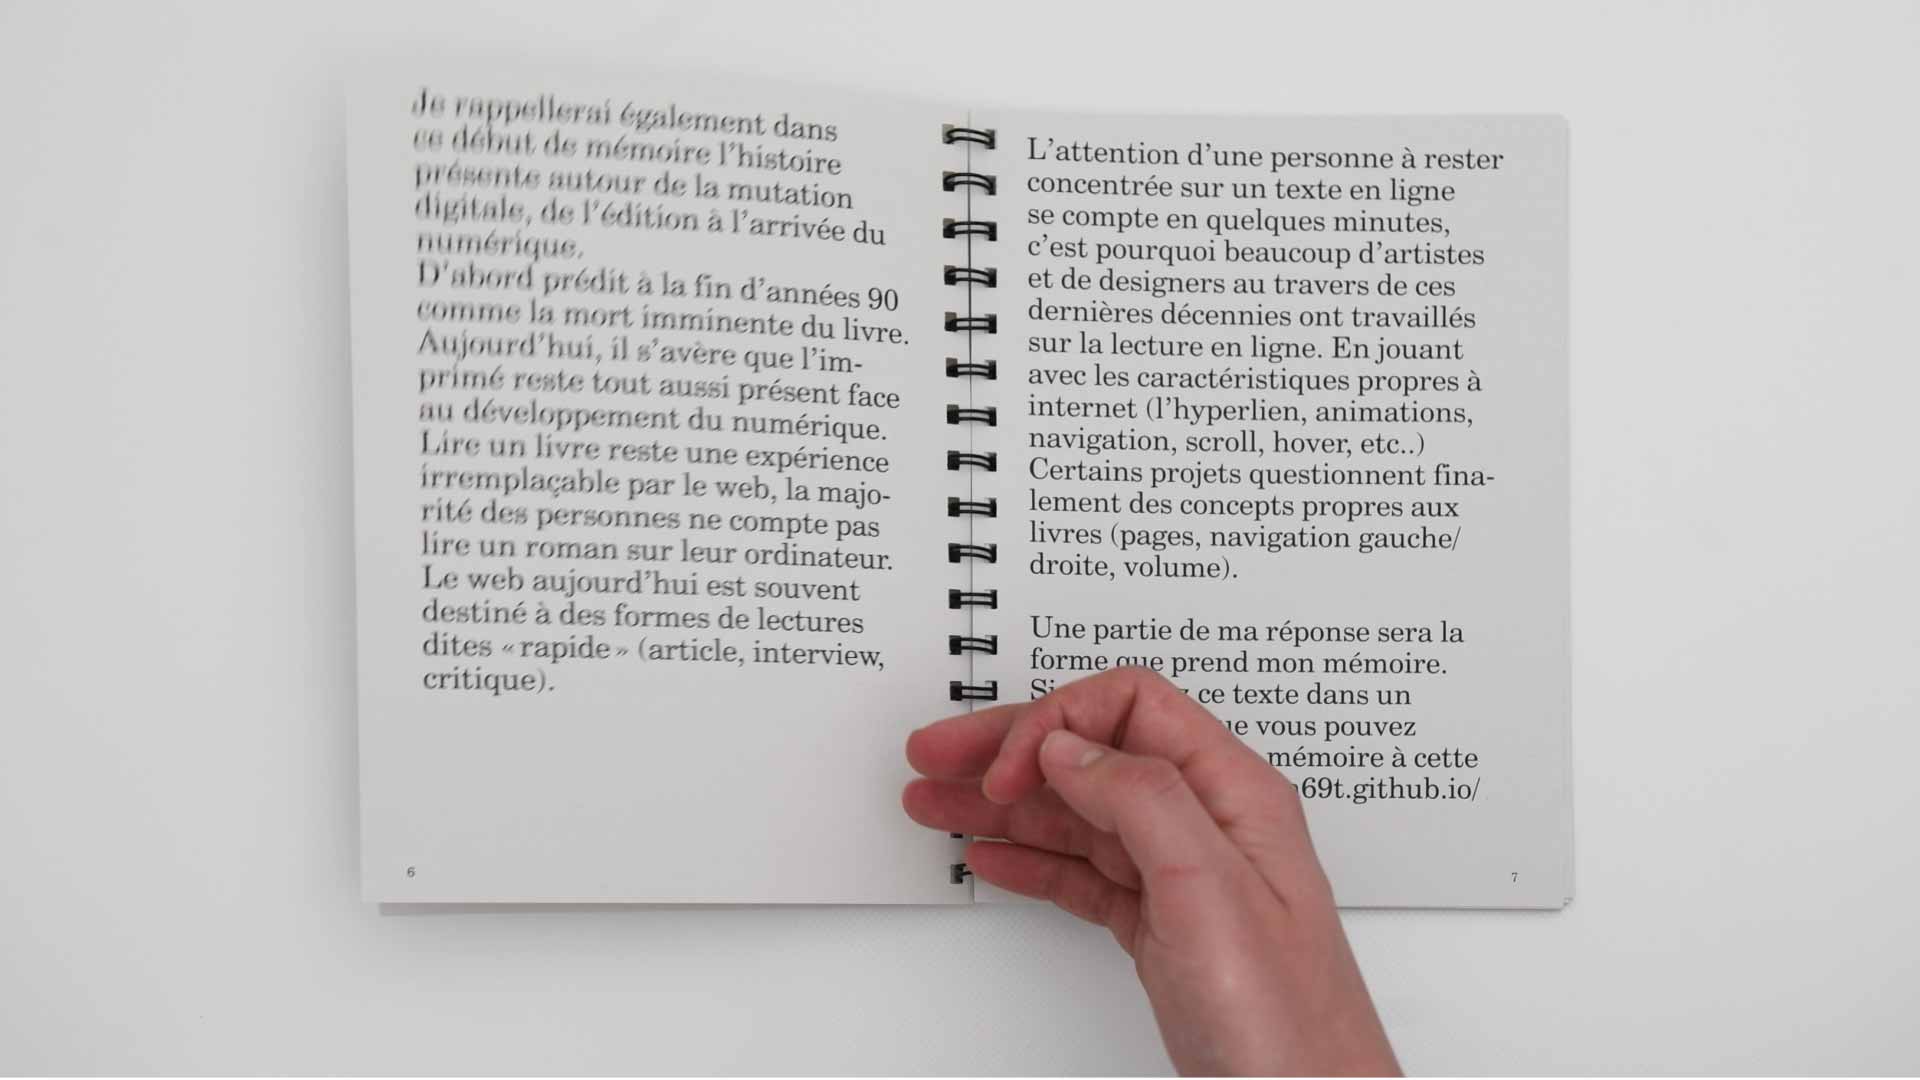 Je rappellerai également dans
ce début de mémoire l’histoire
présente autour de la mutation
digitale, de l’édition à l’arrivée du
numérique.
D’abord prédit à la fin d’années 90
comme la mort imminente du livre.
Aujourd’hui, il s’avère que l’im-
primé reste tout aussi présent face
au développement du numérique.
Lire un livre reste une expérience
irremplaçable par le web, la majo-
rité des personnes ne compte pas
lire un roman sur leur ordinateur.
Le web aujourd’hui est souvent
destiné à des formes de lectures
dites « rapide » (article, interview,
critique).
6
L’attention d’une personne à rester
concentrée sur un texte en ligne
se compte en quelques minutes,
c’est pourquoi beaucoup d’artistes
et de designers au travers de ces
dernières décennies ont travaillés
sur la lecture en ligne. En jouant
avec les caractéristiques propres à
internet (l’hyperlien, animations,
navigation, scroll, hover, etc..)
Certains projets questionnent fina-
lement des concepts propres aux
livres (pages, navigation gauche/
droite, volume).
Une partie de ma réponse sera la
forme que prend mon mémoire.
Si ce texte dans un
vous pouvez
mémoire à cette
69t.github.io/
7